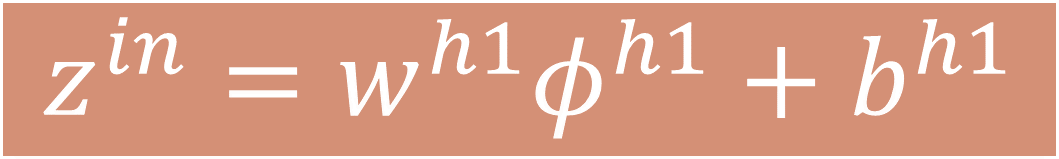 z^{in} = w^{h1}ϕ^{h1} + b^{h1}